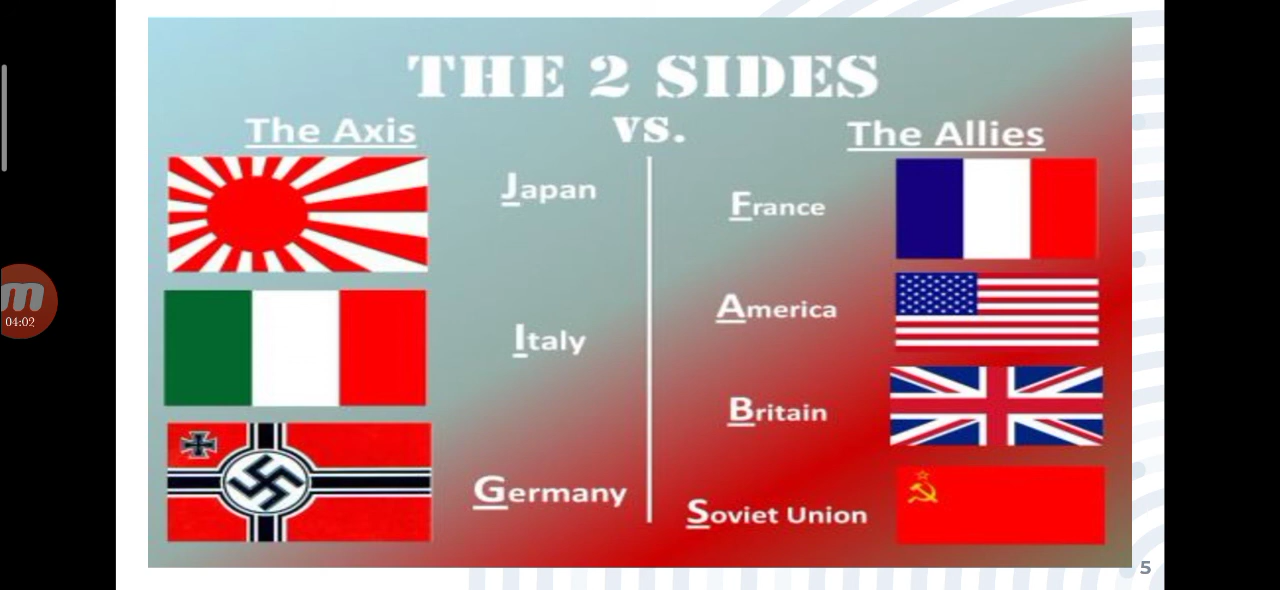 THE 2 SIDES
vs.
The Axis
Japan
Italy
Germany
The Allies
France
America
Britain
Soviet Union
m
04:02
5